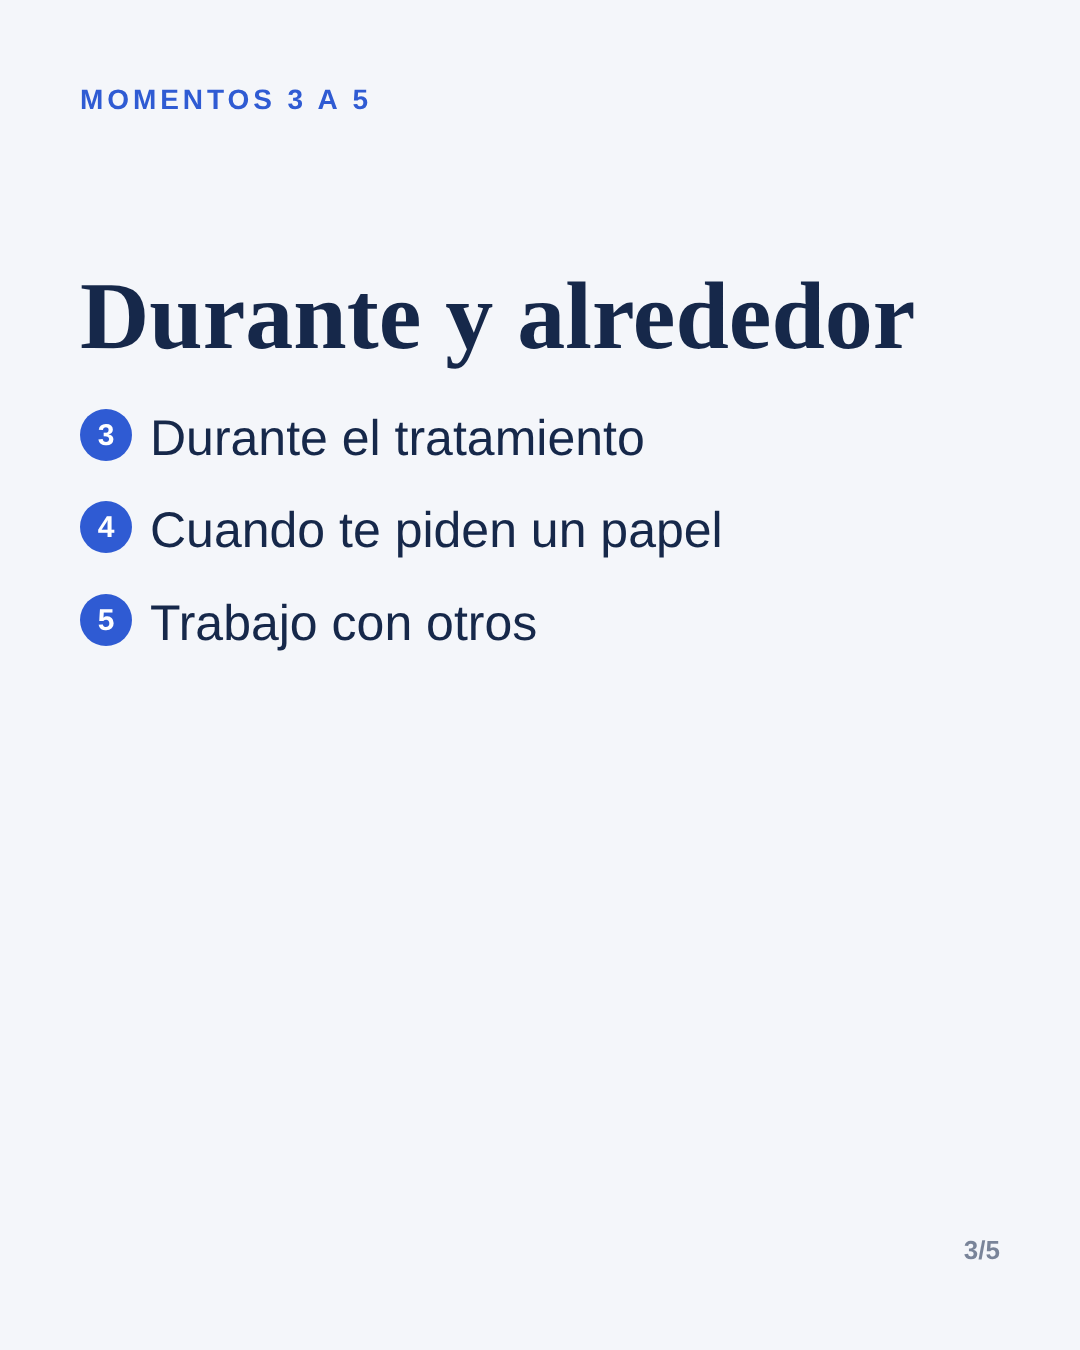 MOMENTOS 3 A 5
Durante y alrededor
3 Durante el tratamiento
4 Cuando te piden un papel
5 Trabajo con otros
3/5